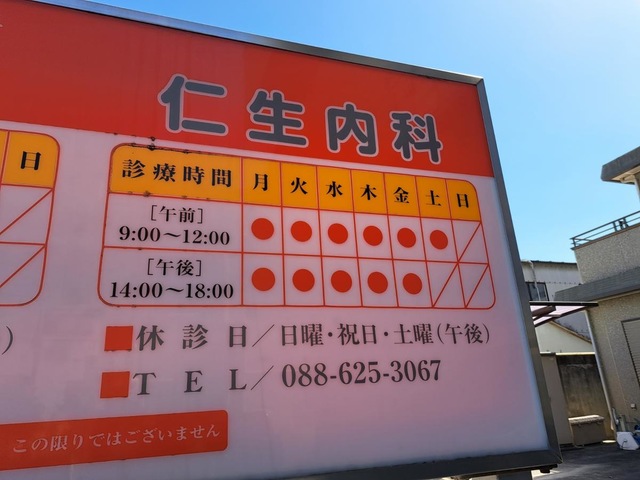 仁生内科
日
診療時間 月 火 水 木 金 土 日
[午前]
9:00〜12:00 ● ● ● ● ● ● ／
[午後]
14:00〜18:00 ● ● ● ● ● ／ ／
■休診日／日曜・祝日・土曜(午後)
)
■TEL／088-625-3067
この限りではございません